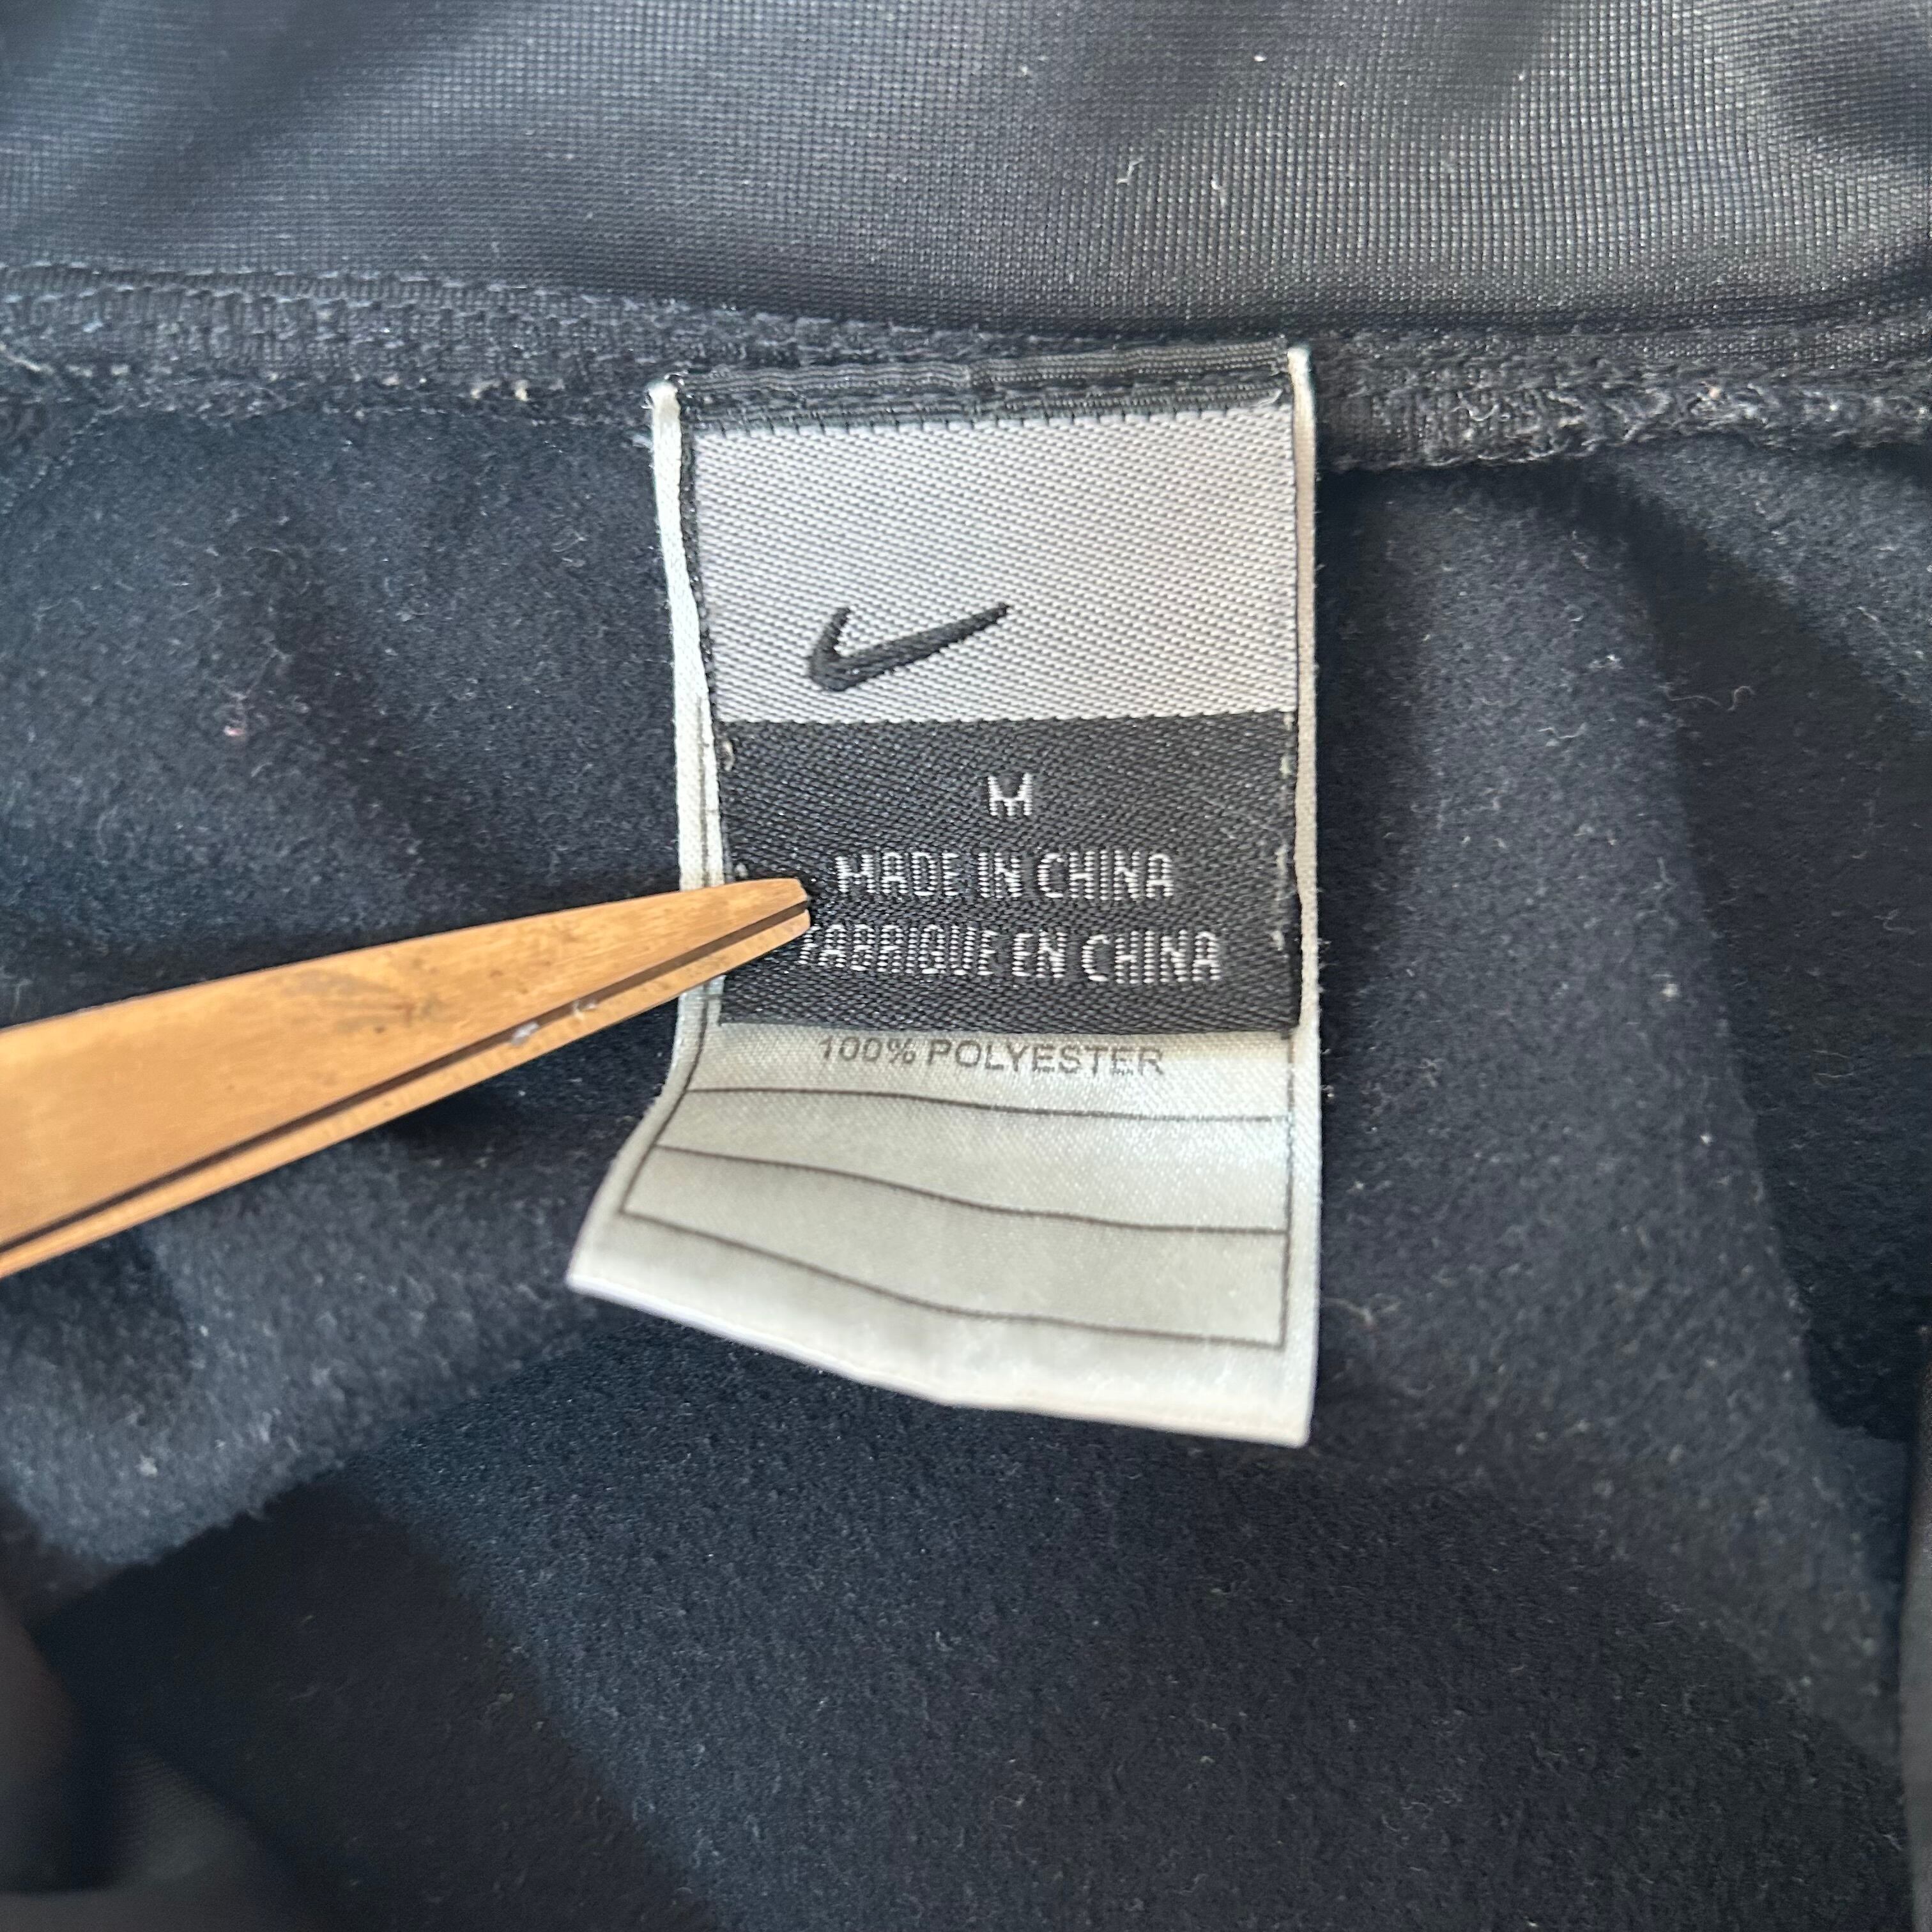 M
MADE IN CHINA
FABRIQUE EN CHINA
100% POLYESTER